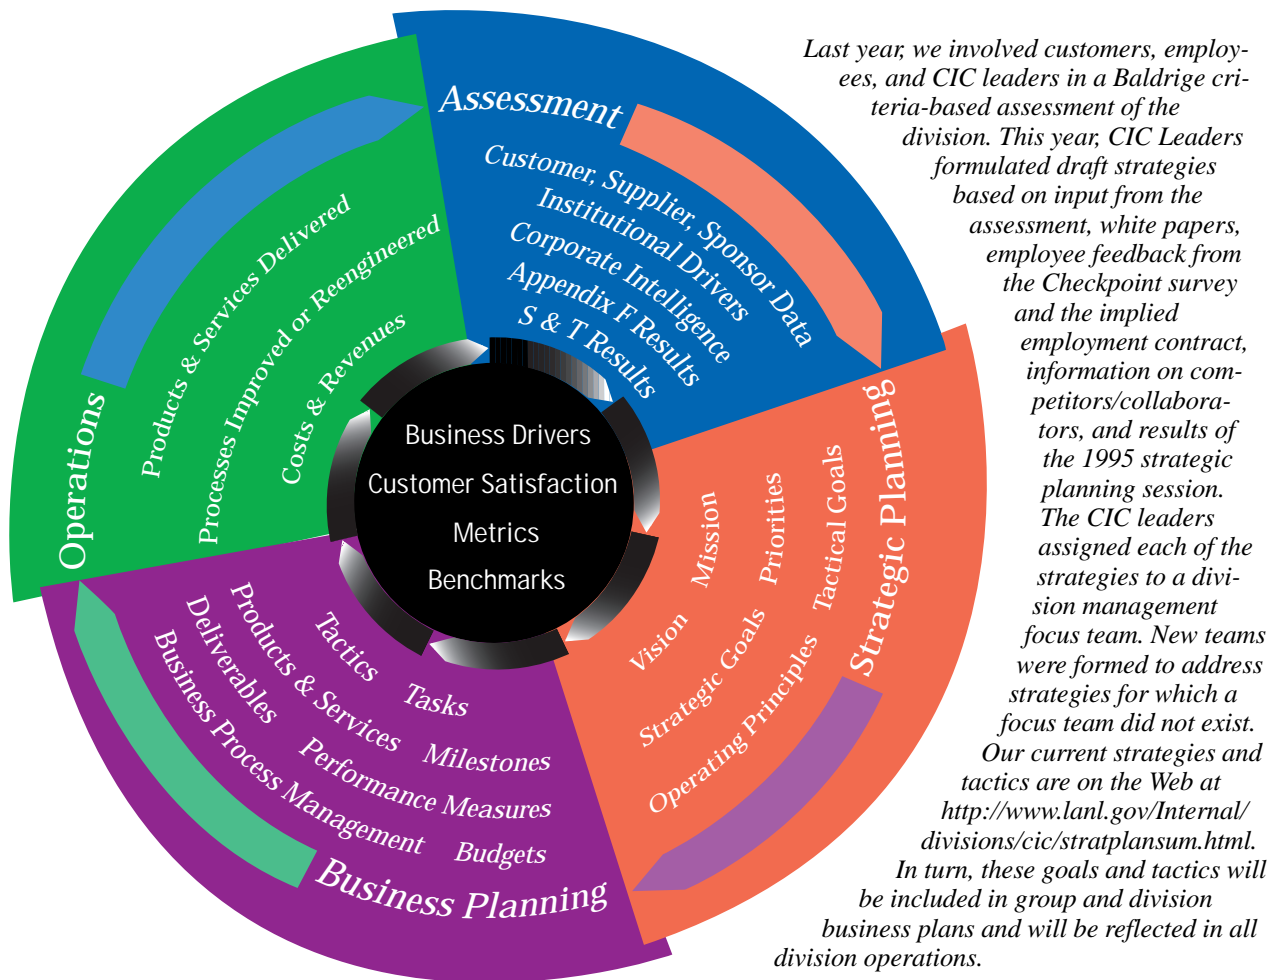 Assessment
Customer, Supplier, Sponsor Data
Institutional Drivers
Corporate Intelligence
Appendix F Results
S & T Results
Strategic Planning
Mission
Priorities
Tactical Goals
Vision
Strategic Goals
Operating Principles
Business Planning
Tactics
Tasks
Products & Services
Milestones
Deliverables
Performance Measures
Business Process Management
Budgets
Operations
Products & Services Delivered
Processes Improved or Reengineered
Costs & Revenues
Business Drivers
Customer Satisfaction
Metrics
Benchmarks
Last year, we involved customers, employ-
ees, and CIC leaders in a Baldrige cri-
teria-based assessment of the
division. This year, CIC Leaders
formulated draft strategies
based on input from the
assessment, white papers,
employee feedback from
the Checkpoint survey
and the implied
employment contract,
information on com-
petitors/collabora-
tors, and results of
the 1995 strategic
planning session.
The CIC leaders
assigned each of the
strategies to a divi-
sion management
focus team. New teams
were formed to address
strategies for which a
focus team did not exist.
Our current strategies and
tactics are on the Web at
http://www.lanl.gov/Internal/
divisions/cic/stratplansum.html.
In turn, these goals and tactics will
be included in group and division
business plans and will be reflected in all
division operations.